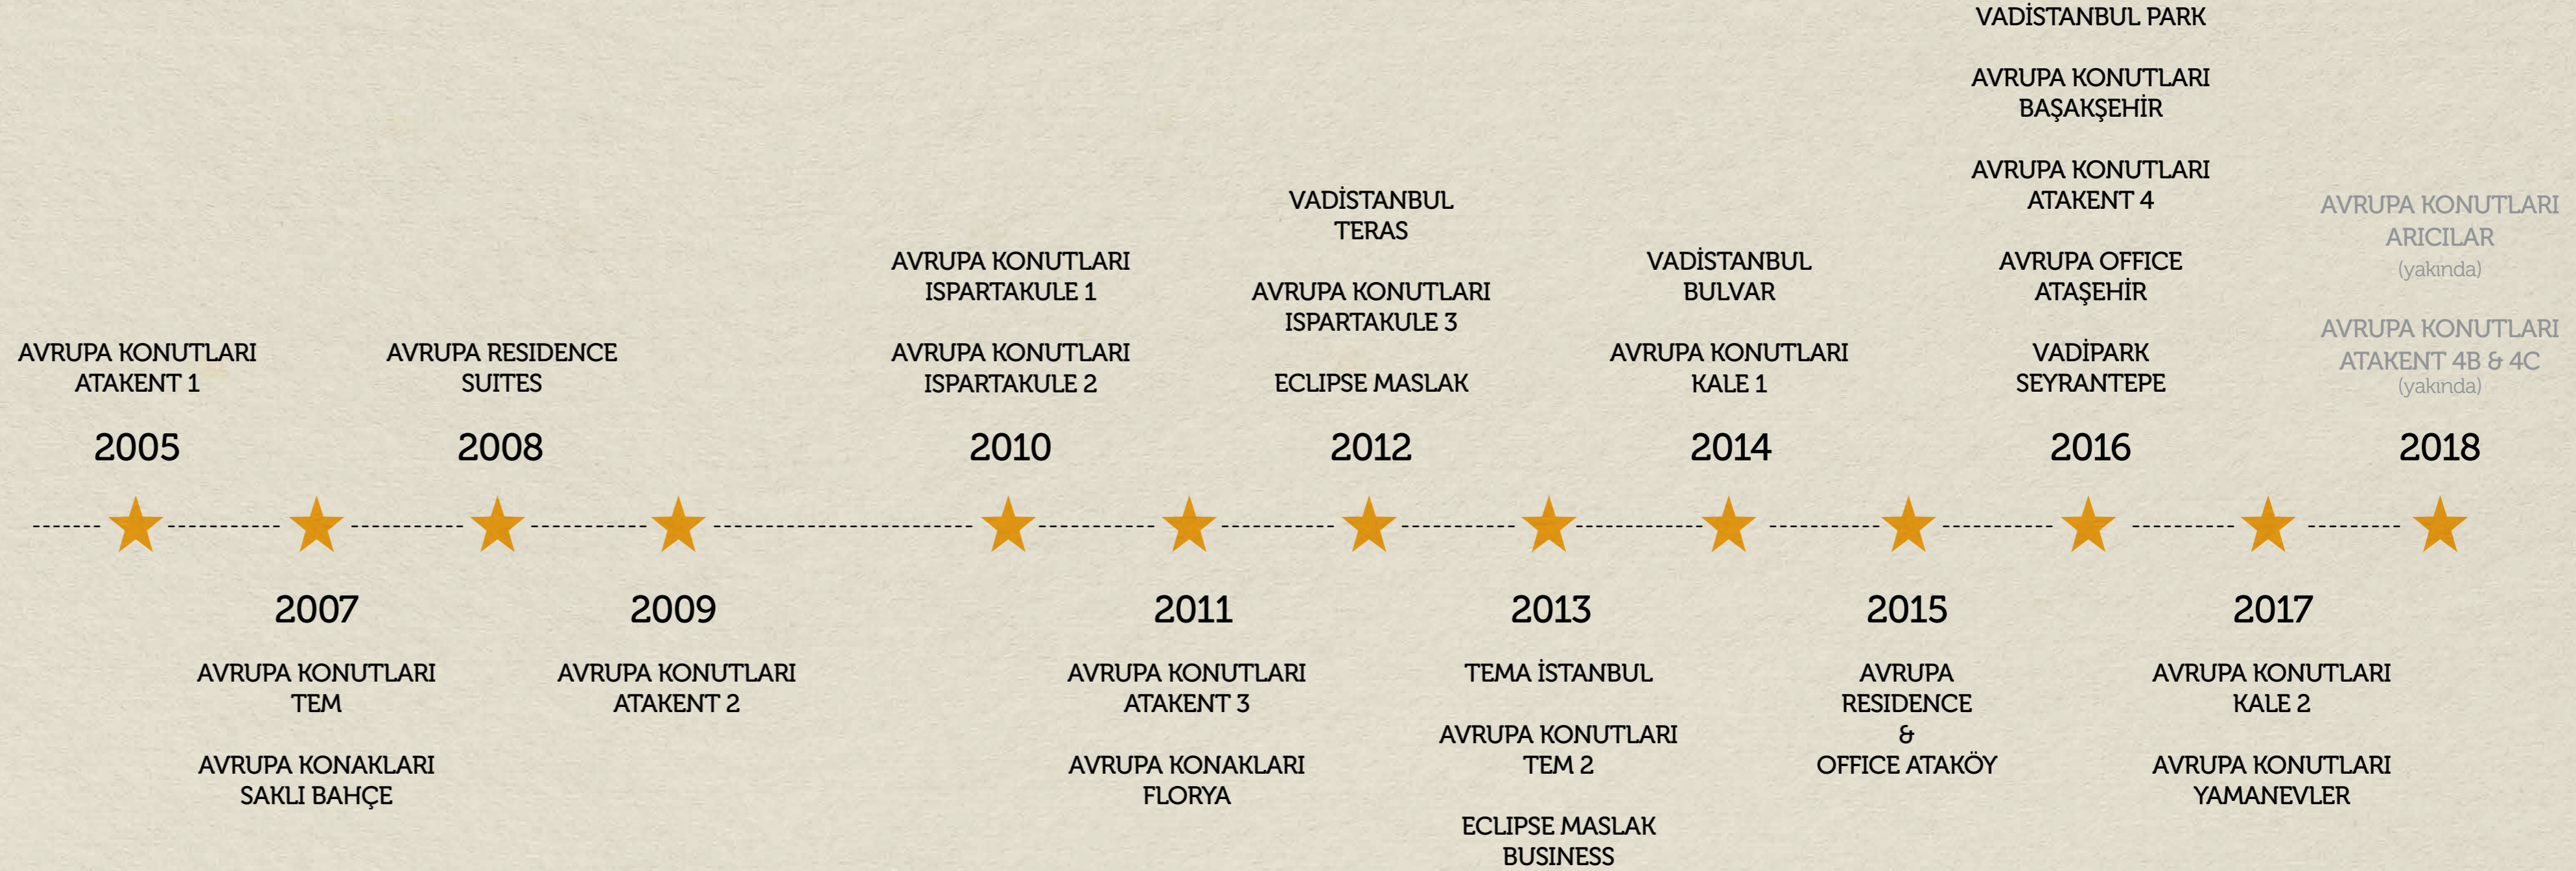 AVRUPA KONUTLARI
ATAKENT 1
2005
2007
AVRUPA KONUTLARI
TEM
AVRUPA KONAKLARI
SAKLI BAHÇE
AVRUPA RESIDENCE
SUITES
2008
2009
AVRUPA KONUTLARI
ATAKENT 2
AVRUPA KONUTLARI
ISPARTAKULE 1
AVRUPA KONUTLARI
ISPARTAKULE 2
2010
2011
AVRUPA KONUTLARI
ATAKENT 3
AVRUPA KONAKLARI
FLORYA
VADİSTANBUL
TERAS
AVRUPA KONUTLARI
ISPARTAKULE 3
ECLIPSE MASLAK
2012
2013
TEMA İSTANBUL
AVRUPA KONUTLARI
TEM 2
ECLIPSE MASLAK
BUSINESS
VADİSTANBUL
BULVAR
AVRUPA KONUTLARI
KALE 1
2014
2015
AVRUPA
RESIDENCE
&
OFFICE ATAKÖY
VADİSTANBUL PARK
AVRUPA KONUTLARI
BAŞAKŞEHİR
AVRUPA KONUTLARI
ATAKENT 4
AVRUPA OFFICE
ATAŞEHİR
VADİPARK
SEYRANTEPE
2016
2017
AVRUPA KONUTLARI
KALE 2
AVRUPA KONUTLARI
YAMANEVLER
AVRUPA KONUTLARI
ARICILAR
(yakında)
AVRUPA KONUTLARI
ATAKENT 4B & 4C
(yakında)
2018